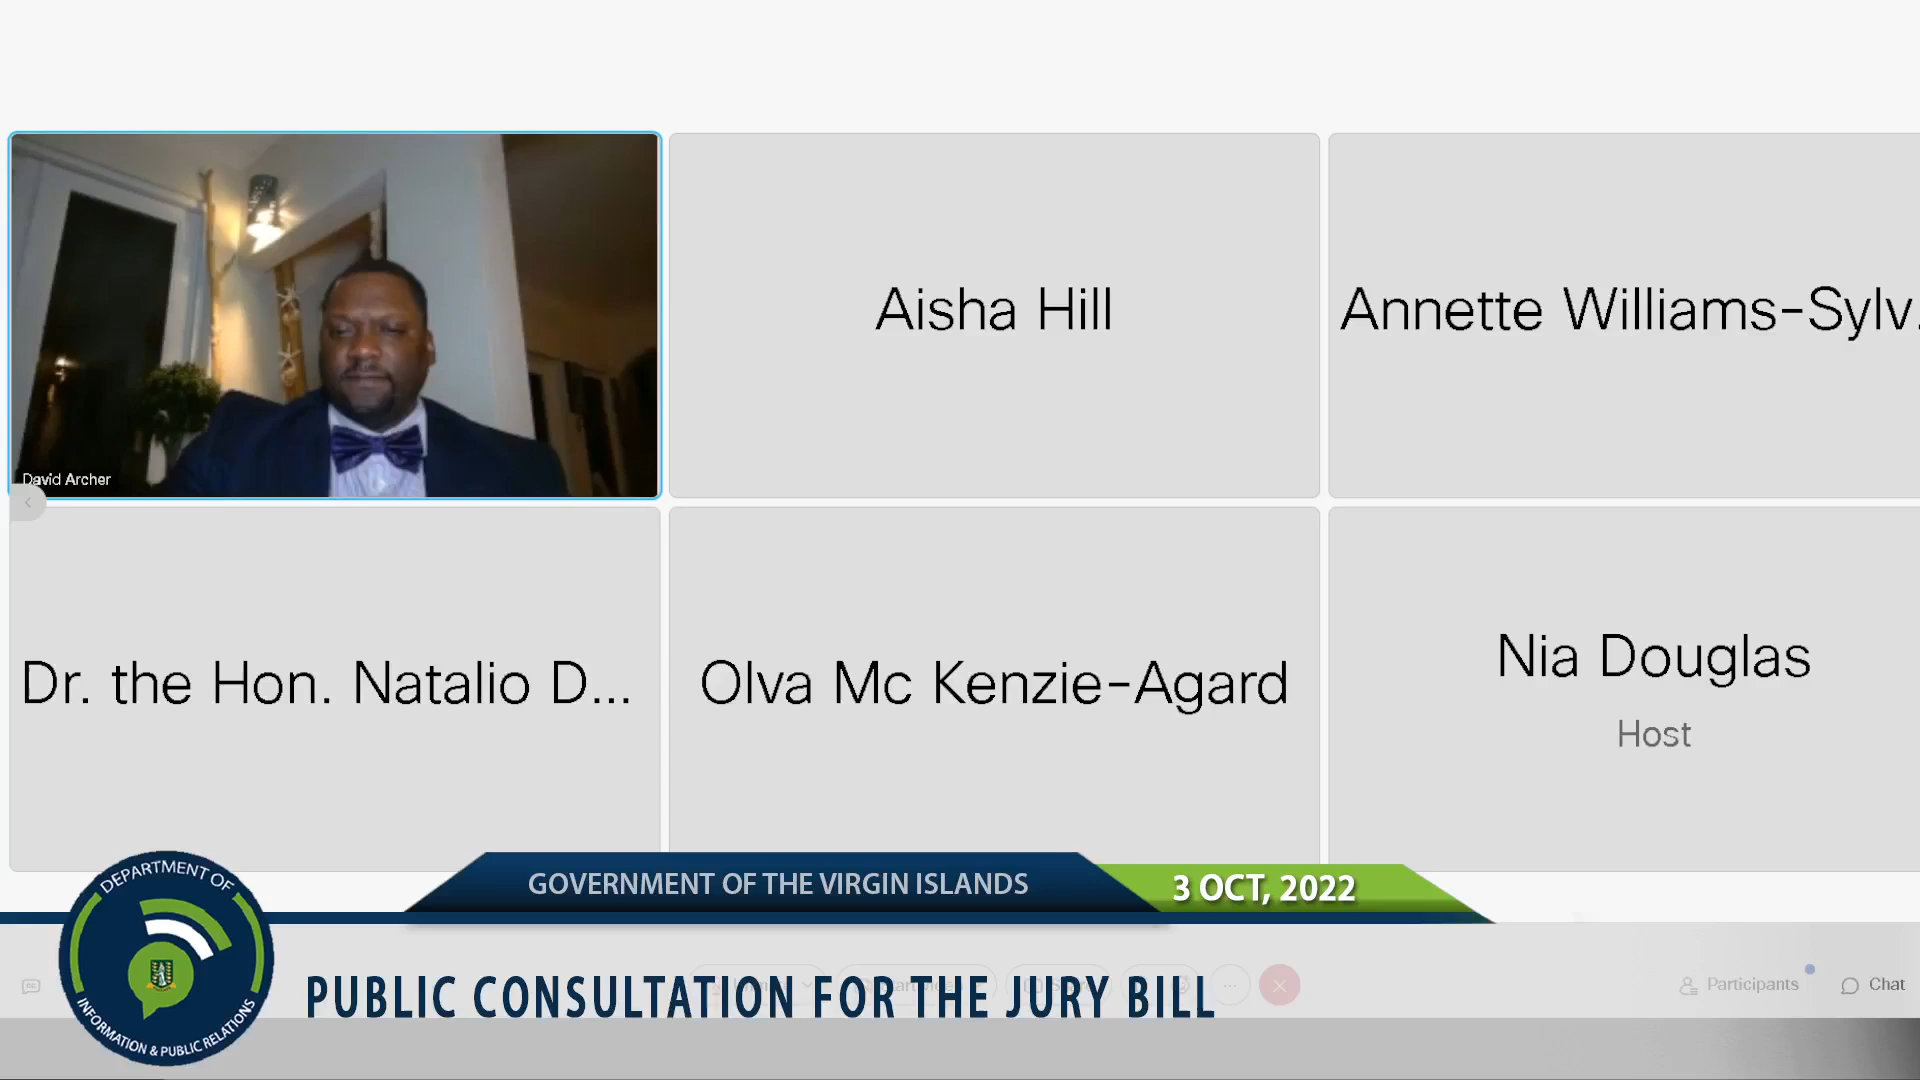 David Archer
Aisha Hill
Annette Williams-Sylv.
Dr. the Hon. Natalio D...
Olva Mc Kenzie-Agard
Nia Douglas
Host
GOVERNMENT OF THE VIRGIN ISLANDS
3 OCT, 2022
DEPARTMENT OF
INFORMATION & PUBLIC RELATIONS
PUBLIC CONSULTATION FOR THE JURY BILL
Participants
Chat